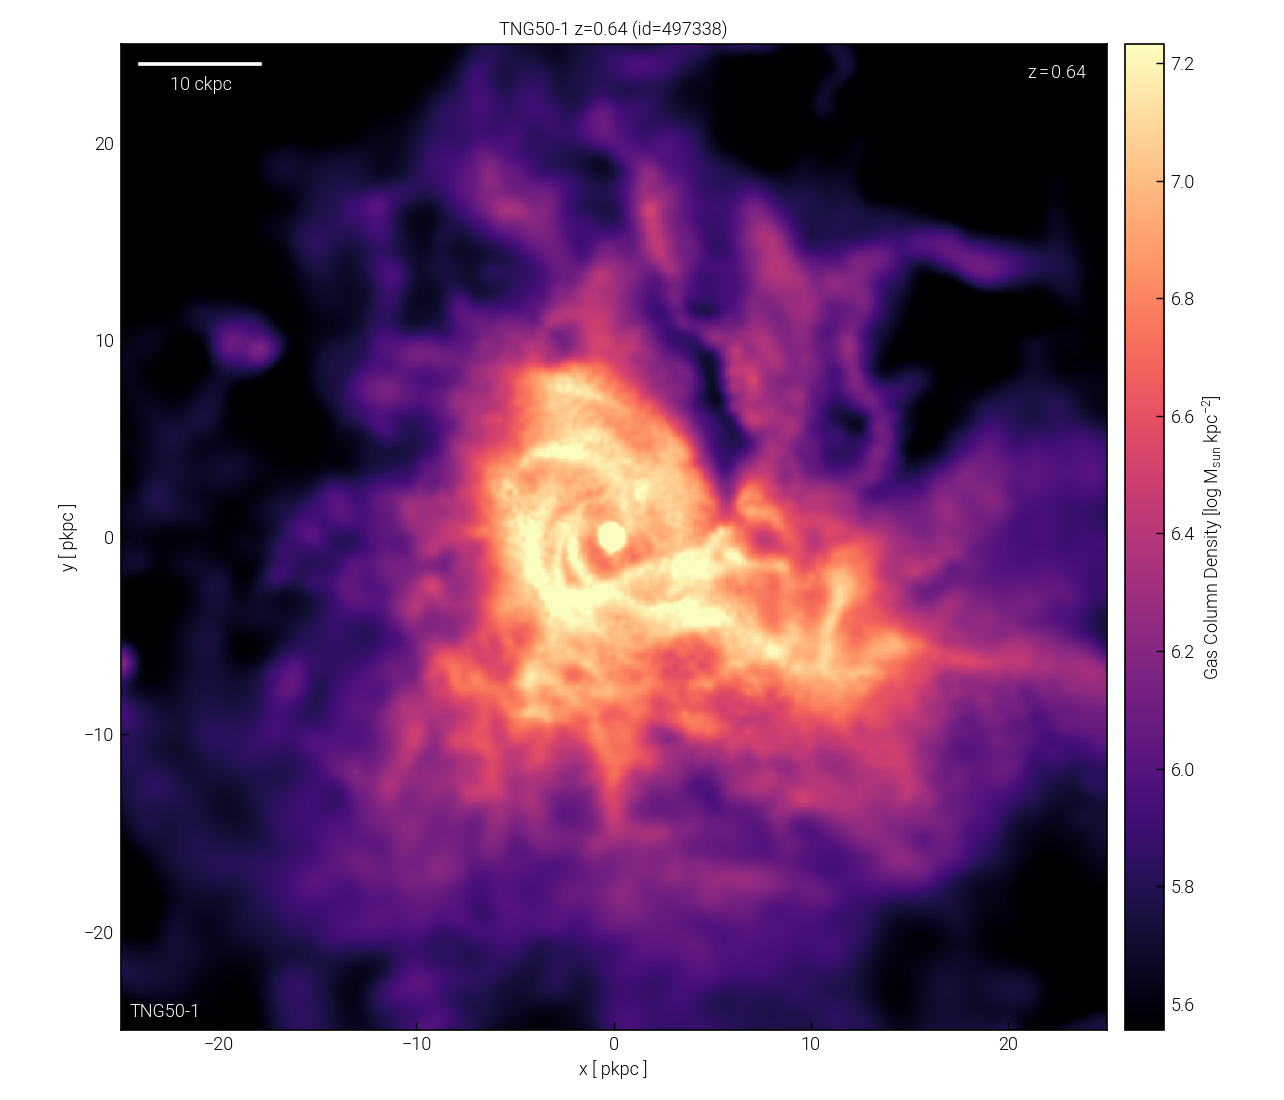 TNG50-1 z=0.64 (id=497338)
10 ckpc
z = 0.64
TNG50-1
20
10
0
−10
−20
y [ pkpc ]
−20
−10
0
10
20
x [ pkpc ]
7.2
7.0
6.8
6.6
6.4
6.2
6.0
5.8
5.6
Gas Column Density [log M_sun kpc^−2]